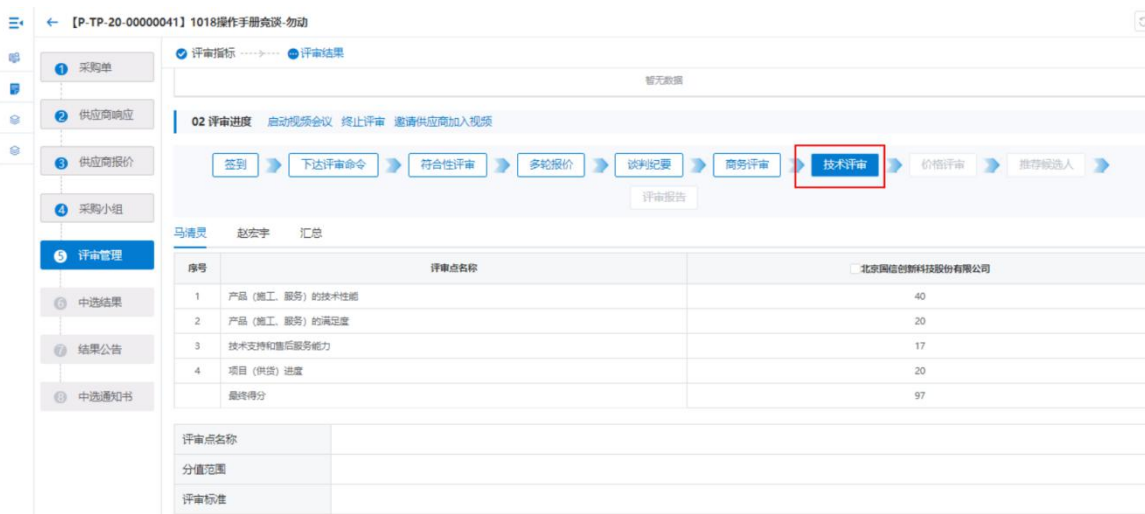 【P-TP-20-00000041】1018操作手册竞谈-勿动
评审指标 评审结果
1 采购单
2 供应商响应
3 供应商报价
4 采购小组
5 评审管理
6 中选结果
7 结果公告
8 中选通知书
暂无数据
02 评审进度 启动视频会议 终止评审 邀请供应商加入视频
签到 下达评审命令 符合性评审 多轮报价 谈判纪要 商务评审 技术评审 价格评审 推荐候选人
评审报告
马清灵 赵宏宇 汇总
序号 评审点名称 北京国信创新科技股份有限公司
1 产品（施工、服务）的技术性能 40
2 产品（施工、服务）的满足度 20
3 技术支持和售后服务能力 17
4 项目（供货）进度 20
最终得分 97
评审点名称
分值范围
评审标准